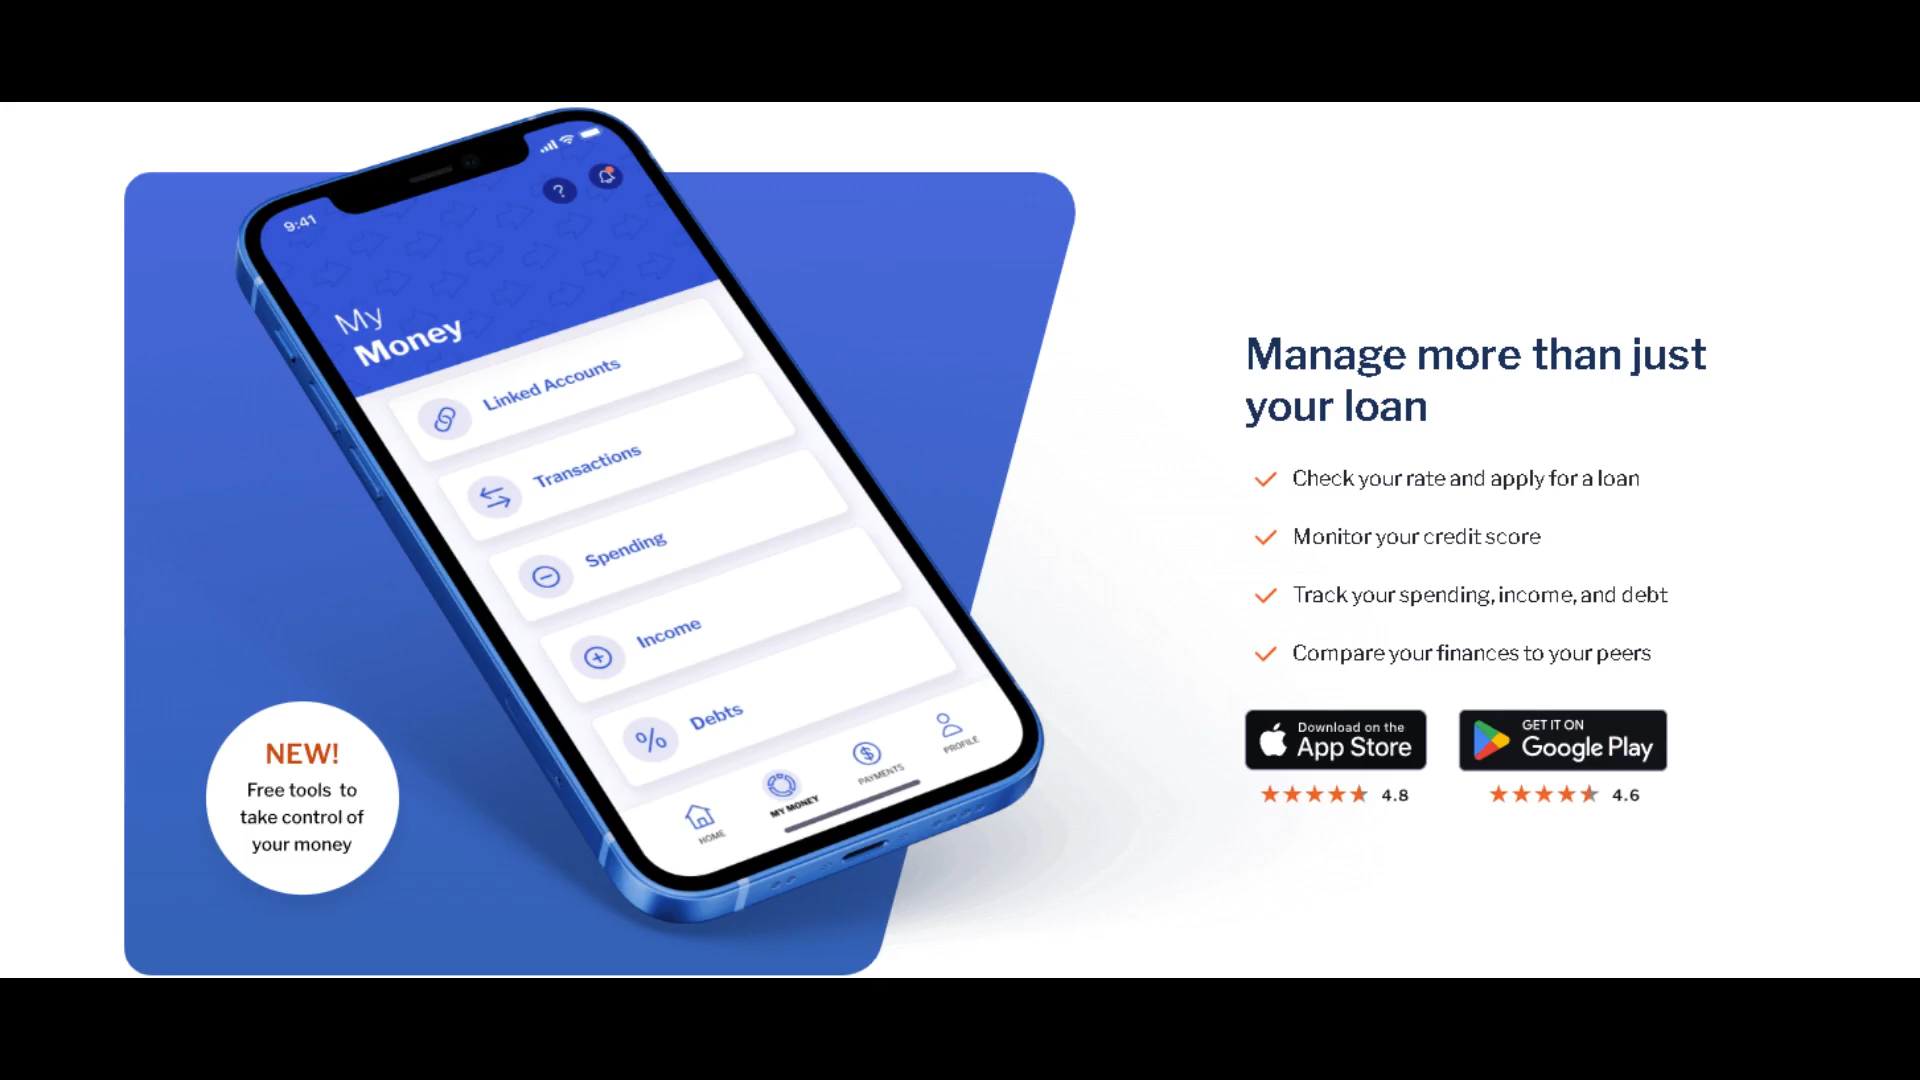 9:41
?
My
Money
Linked Accounts
Transactions
Spending
Income
% Debts
HOME
MY MONEY
PAYMENTS
PROFILE
NEW!
Free tools to
take control of
your money
Manage more than just
your loan
Check your rate and apply for a loan
Monitor your credit score
Track your spending, income, and debt
Compare your finances to your peers
Download on the
App Store
4.8
GET IT ON
Google Play
4.6